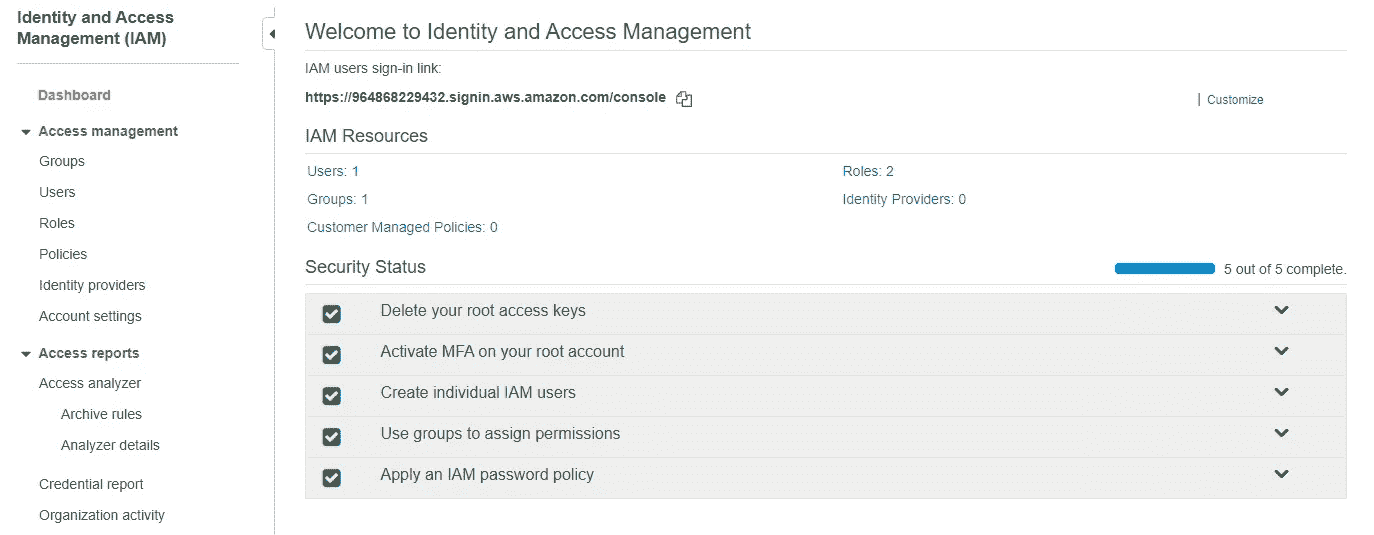 Identity and Access
Management (IAM)
Dashboard
Access management
Groups
Users
Roles
Policies
Identity providers
Account settings
Access reports
Access analyzer
Archive rules
Analyzer details
Credential report
Organization activity
Welcome to Identity and Access Management
IAM users sign-in link:
https://964868229432.signin.aws.amazon.com/console
| Customize
IAM Resources
Users: 1
Roles: 2
Groups: 1
Identity Providers: 0
Customer Managed Policies: 0
Security Status
5 out of 5 complete.
Delete your root access keys
Activate MFA on your root account
Create individual IAM users
Use groups to assign permissions
Apply an IAM password policy